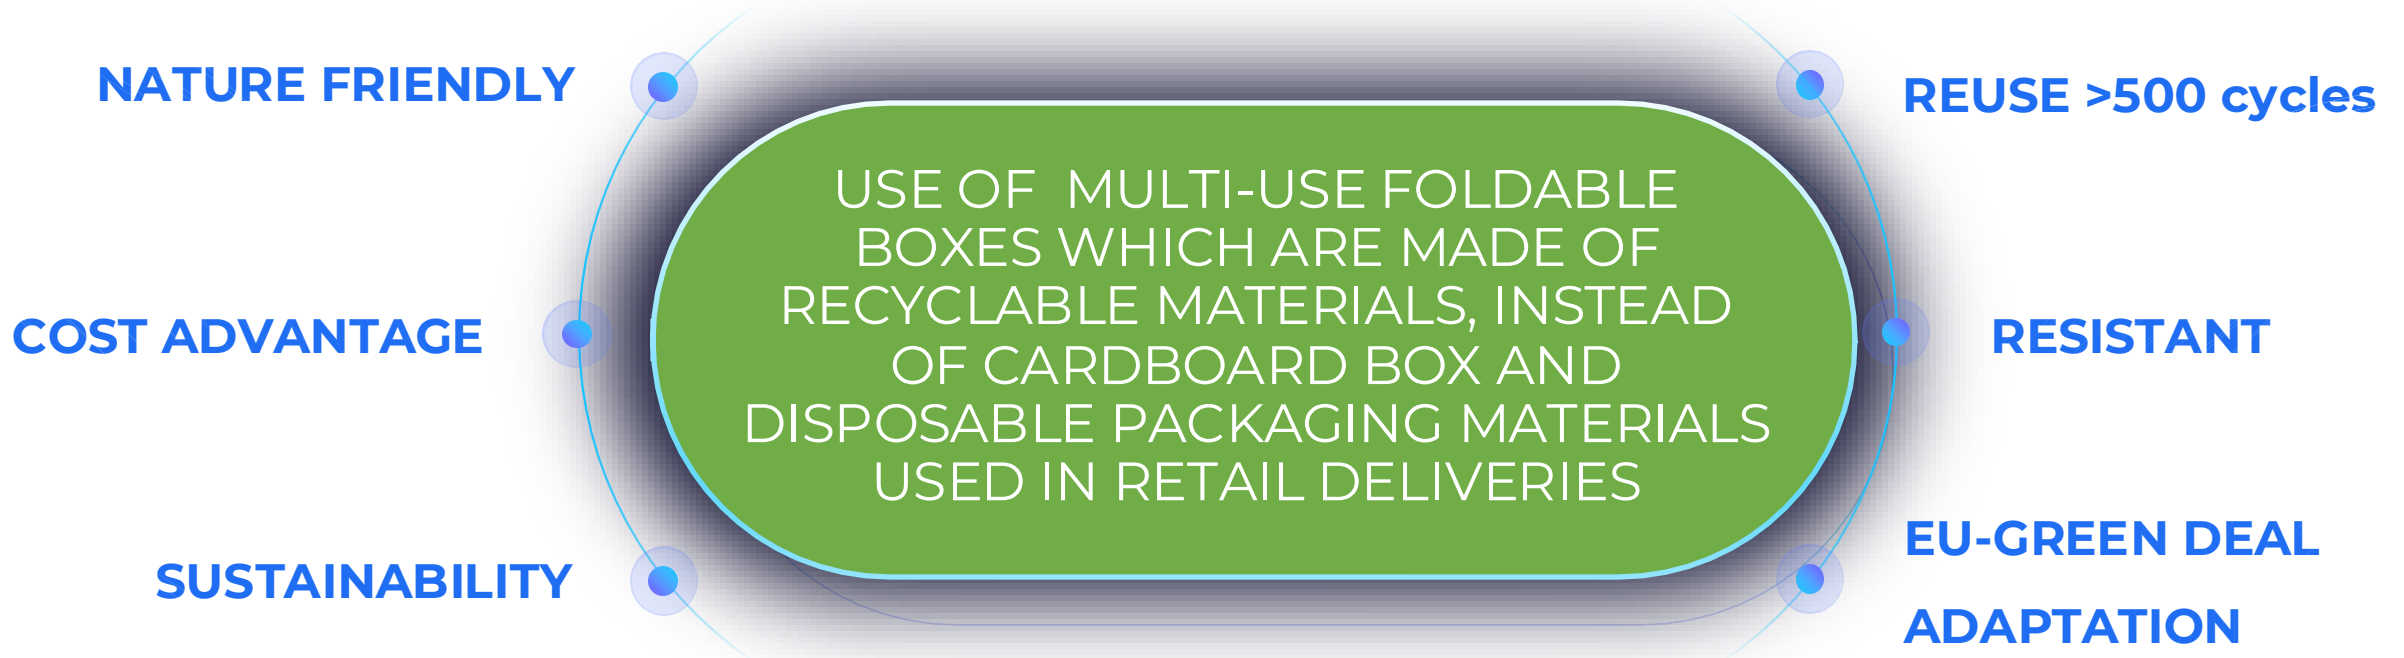 NATURE FRIENDLY
COST ADVANTAGE
SUSTAINABILITY
USE OF MULTI-USE FOLDABLE
BOXES WHICH ARE MADE OF
RECYCLABLE MATERIALS, INSTEAD
OF CARDBOARD BOX AND
DISPOSABLE PACKAGING MATERIALS
USED IN RETAIL DELIVERIES
REUSE >500 cycles
RESISTANT
EU-GREEN DEAL
ADAPTATION